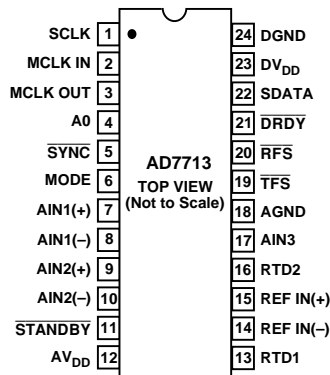 SCLK 1 24 DGND
MCLK IN 2 23 DVDD
MCLK OUT 3 22 SDATA
A0 4 21 DRDY
SYNC 5 20 RFS
MODE 6 19 TFS
AIN1(+) 7 18 AGND
AIN1(–) 8 17 AIN3
AIN2(+) 9 16 RTD2
AIN2(–) 10 15 REF IN(+)
STANDBY 11 14 REF IN(–)
AVDD 12 13 RTD1
AD7713
TOP VIEW
(Not to Scale)